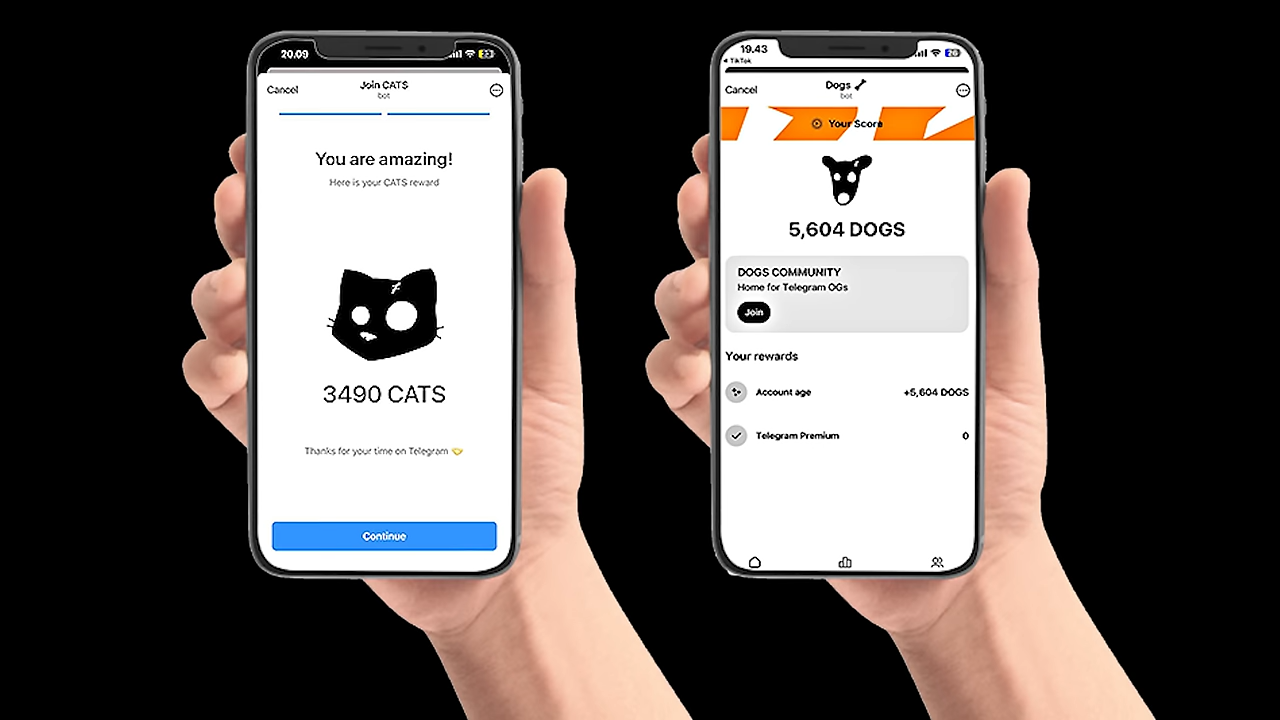 20.09
23
Cancel
Join CATS
bot
You are amazing!
Here is your CATS reward
3490 CATS
Thanks for your time on Telegram 🤝
Continue
19.43
26
TikTok
Cancel
Dogs 🦴
bot
Your Score
5,604 DOGS
DOGS COMMUNITY
Home for Telegram OGs
Join
Your rewards
Account age
+5,604 DOGS
Telegram Premium
0